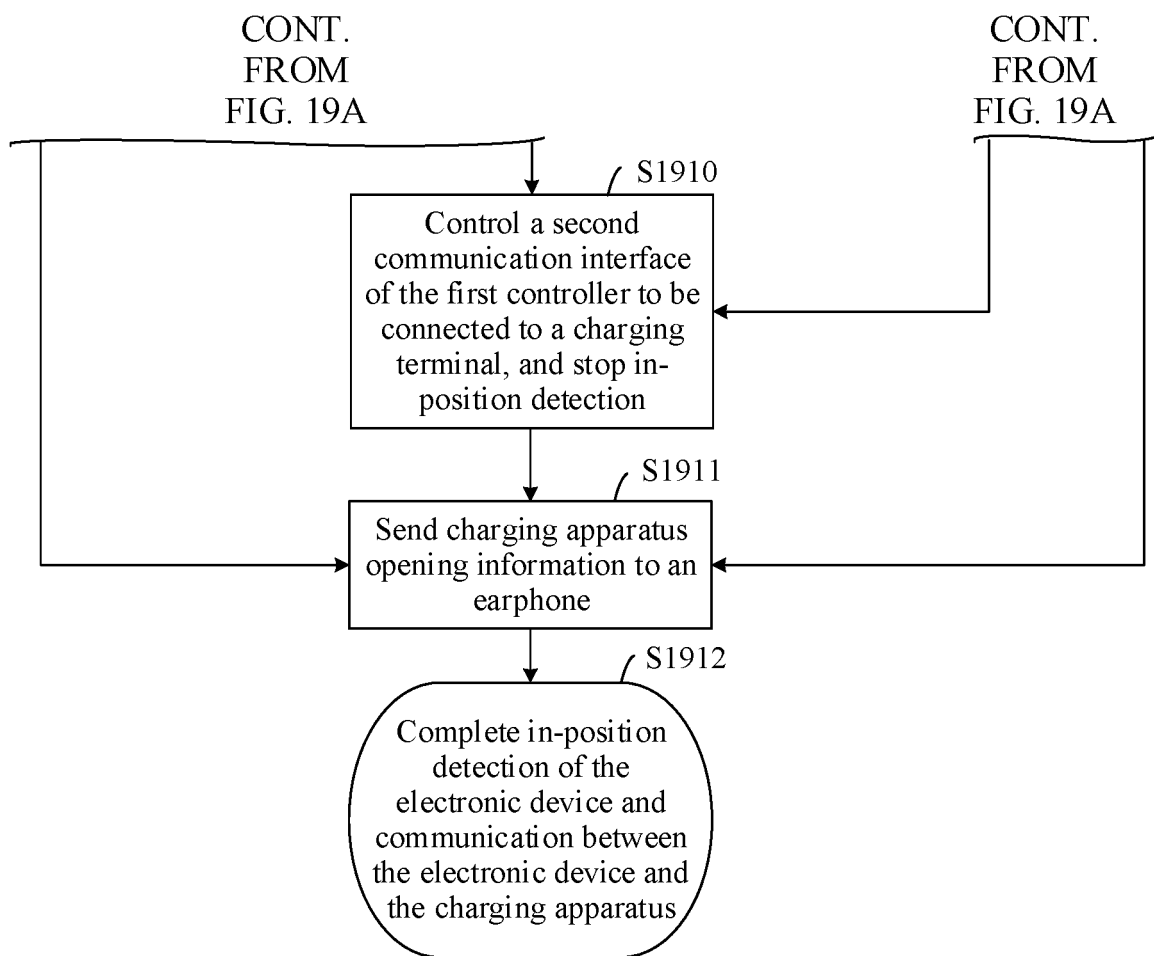 CONT.
FROM
FIG. 19A
CONT.
FROM
FIG. 19A
S1910
Control a second
communication interface
of the first controller to be
connected to a charging
terminal, and stop in-
position detection
S1911
Send charging apparatus
opening information to an
earphone
S1912
Complete in-position
detection of the
electronic device and
communication between
the electronic device and
the charging apparatus